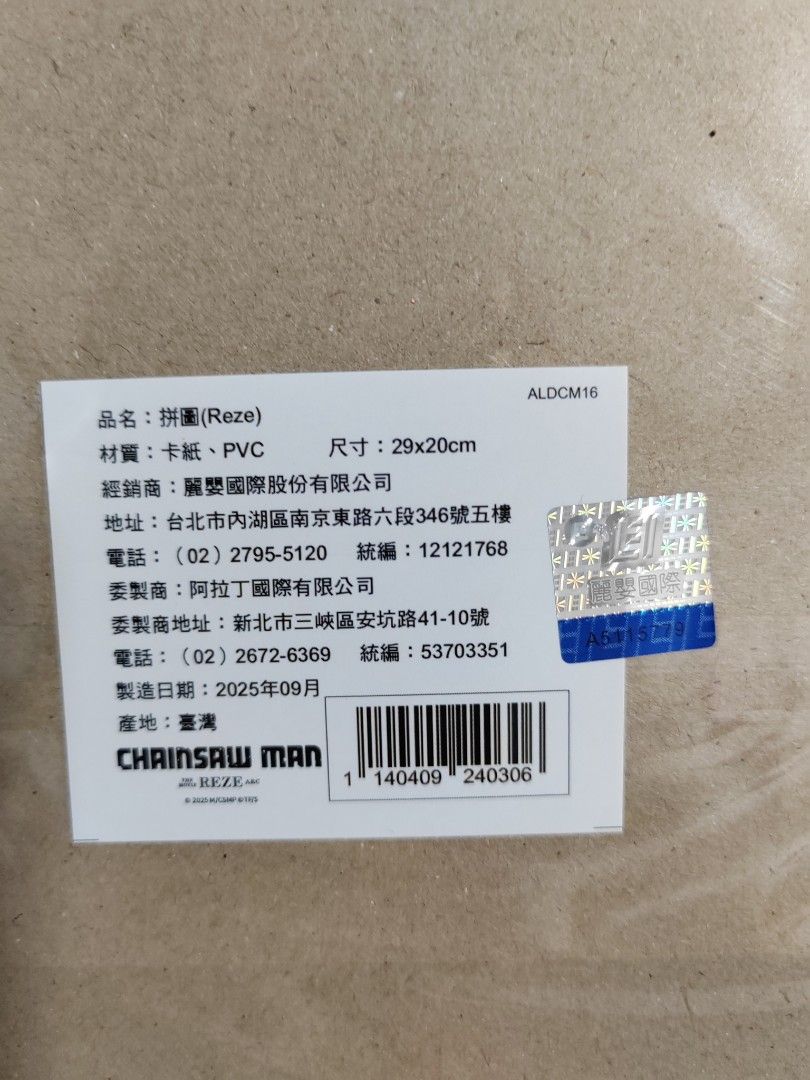 ALDCM16
品名：拼圖(Reze)
材質：卡紙、PVC 尺寸：29x20cm
經銷商：麗嬰國際股份有限公司
地址：台北市內湖區南京東路六段346號五樓
電話：（02）2795-5120 統編：12121768
委製商：阿拉丁國際有限公司
委製商地址：新北市三峽區安坑路41-10號
電話：（02）2672-6369 統編：53703351
製造日期：2025年09月
產地：臺灣
CHAINSAW MAN
THE MOVIE REZE ARC
© 2025 M/CSMP ©T/F/S
1 140409 240306
麗嬰國際
A5115779